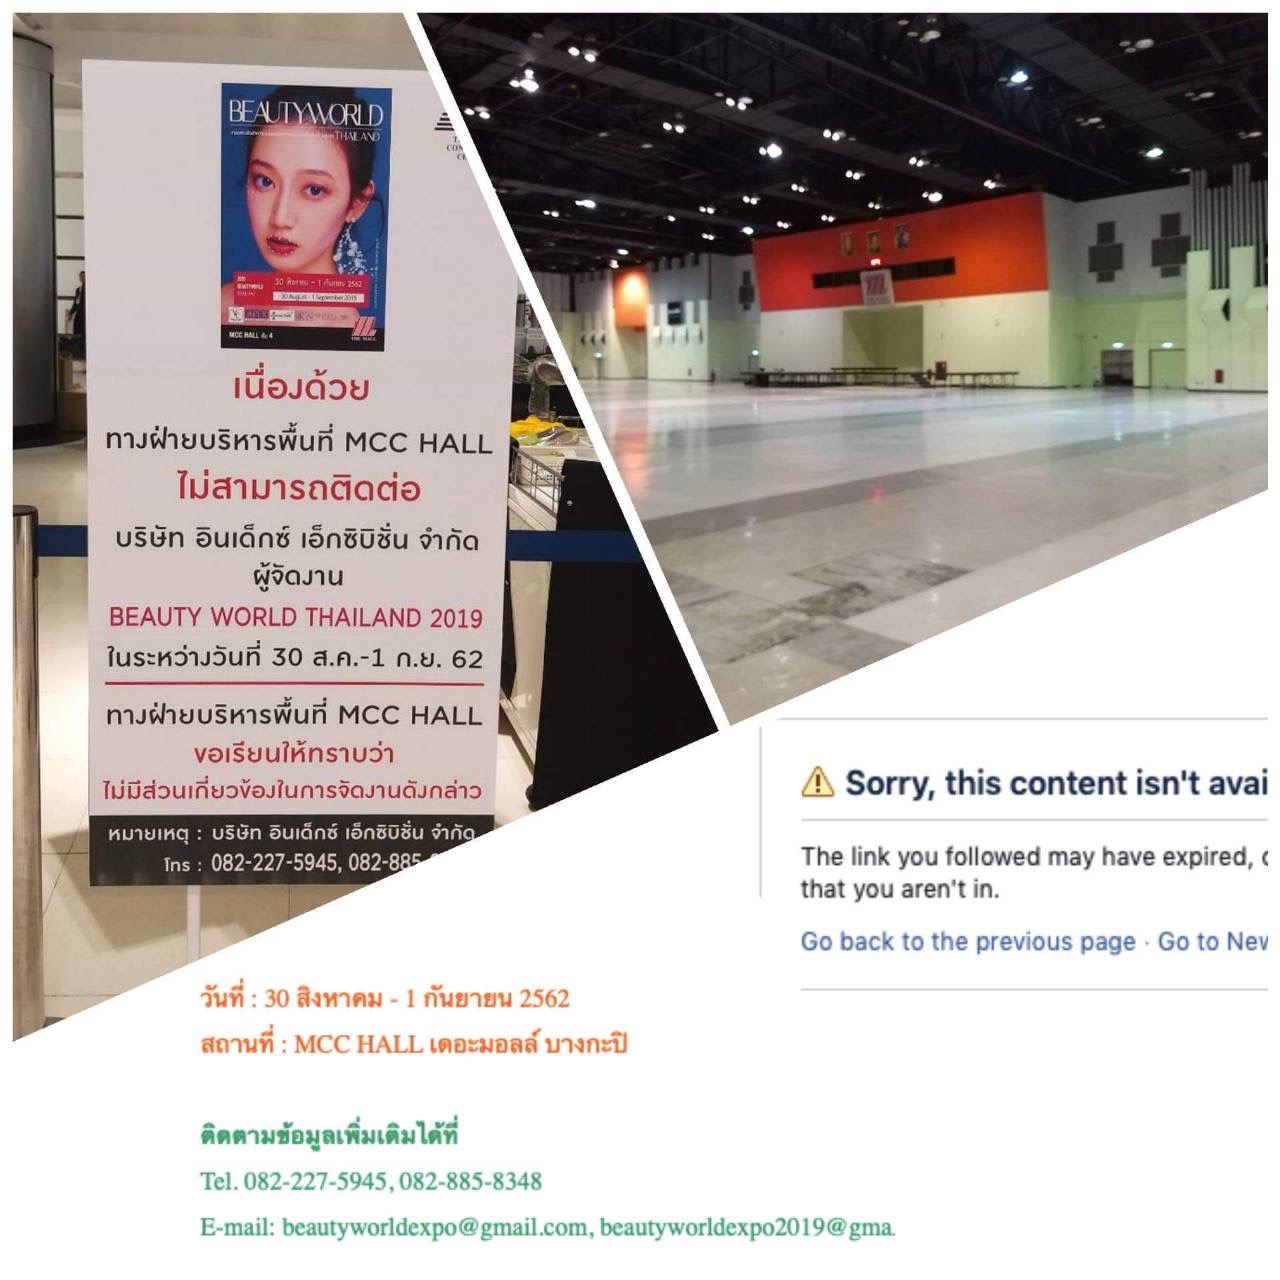 BEAUTYWORLD
THAILAND
30 สิงหาคม - 1 กันยายน 2562
30 August - 1 September 2019
MCC HALL ชั้น 4
THE MALL
เนื่องด้วย
ทางฝ่ายบริหารพื้นที่ MCC HALL
ไม่สามารถติดต่อ
บริษัท อินเด็กซ์ เอ็กซิบิชั่น จำกัด
ผู้จัดงาน
BEAUTY WORLD THAILAND 2019
ในระหว่างวันที่ 30 ส.ค.-1 ก.ย. 62
ทางฝ่ายบริหารพื้นที่ MCC HALL
ขอเรียนให้ทราบว่า
ไม่มีส่วนเกี่ยวข้องในการจัดงานดังกล่าว
หมายเหตุ : บริษัท อินเด็กซ์ เอ็กซิบิชั่น จำกัด
โทร : 082-227-5945, 082-885
Sorry, this content isn't avai
The link you followed may have expired,
that you aren't in.
Go back to the previous page · Go to New
วันที่ : 30 สิงหาคม - 1 กันยายน 2562
สถานที่ : MCC HALL เดอะมอลล์ บางกะปิ
ติดตามข้อมูลเพิ่มเติมได้ที่
Tel. 082-227-5945, 082-885-8348
E-mail: beautyworldexpo@gmail.com, beautyworldexpo2019@gma.